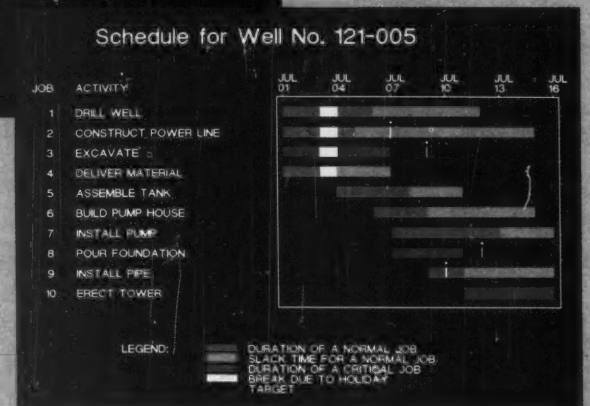 Schedule for Well No. 121-005
JOB ACTIVITY JUL 01 JUL 04 JUL 07 JUL 10 JUL 13 JUL 16
1 DRILL WELL
2 CONSTRUCT POWER LINE
3 EXCAVATE
4 DELIVER MATERIAL
5 ASSEMBLE TANK
6 BUILD PUMP HOUSE
7 INSTALL PUMP
8 POUR FOUNDATION
9 INSTALL PIPE
10 ERECT TOWER
LEGEND: DURATION OF A NORMAL JOB
SLACK TIME FOR A NORMAL JOB
DURATION OF A CRITICAL JOB
BREAK DUE TO HOLIDAY
TARGET